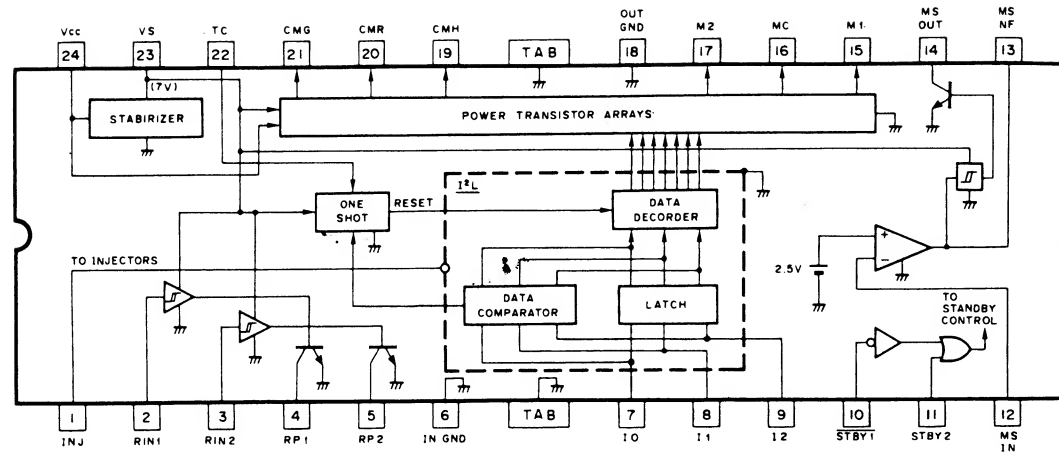 Vcc VS TC CMG CMR CMH OUT GND M2 MC M1 MS OUT MS NF
24 23 22 21 20 19 TAB 18 17 16 15 14 13
(7V)
STABIRIZER
POWER TRANSISTOR ARRAYS
I²L
ONE SHOT
RESET
DATA DECORDER
TO INJECTORS
2.5V
DATA COMPARATOR
LATCH
TO STANDBY CONTROL
1 2 3 4 5 6 TAB 7 8 9 10 11 12
INJ RIN1 RIN2 RP1 RP2 IN GND I0 I1 I2 STBY1 STBY2 MS IN